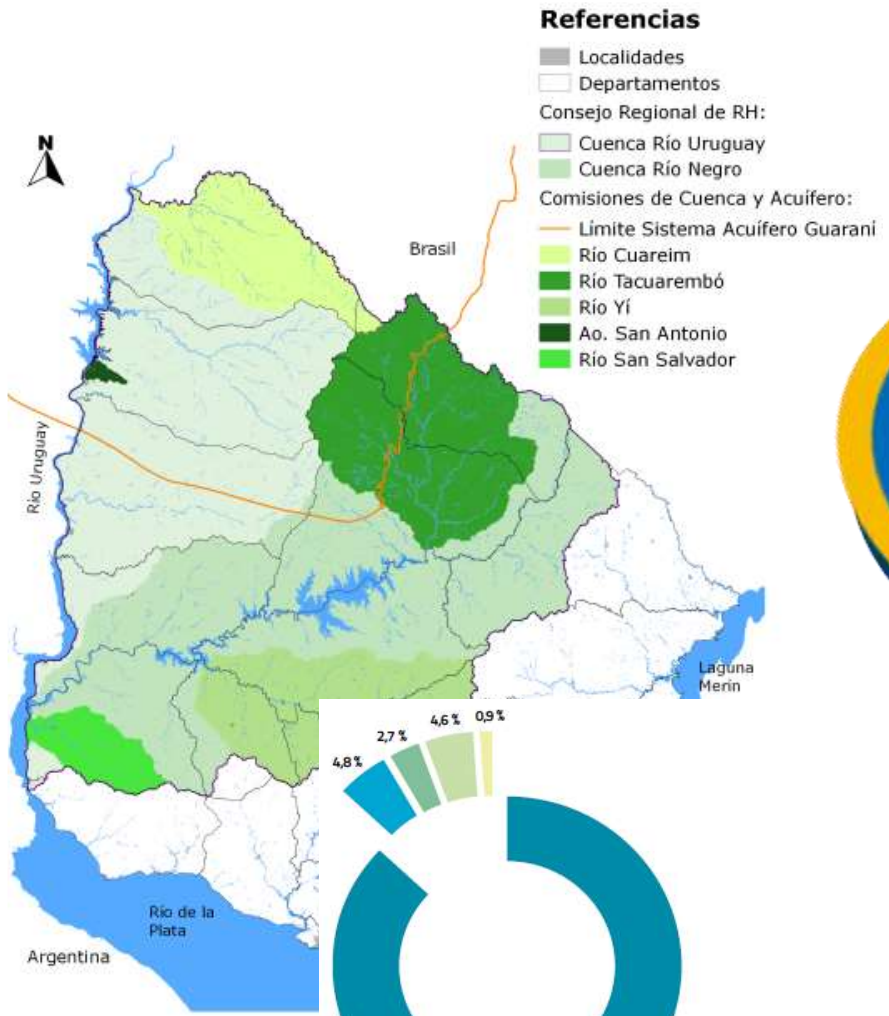 Referencias
Localidades
Departamentos
Consejo Regional de RH:
Cuenca Río Uruguay
Cuenca Río Negro
Comisiones de Cuenca y Acuífero:
Límite Sistema Acuífero Guaraní
Río Cuareim
Río Tacuarembó
Río Yí
Ao. San Antonio
Río San Salvador
N
Brasil
Río Uruguay
Laguna
Merín
Río de la
Plata
Argentina
4,8 %
2,7 %
4,6 %
0,9 %